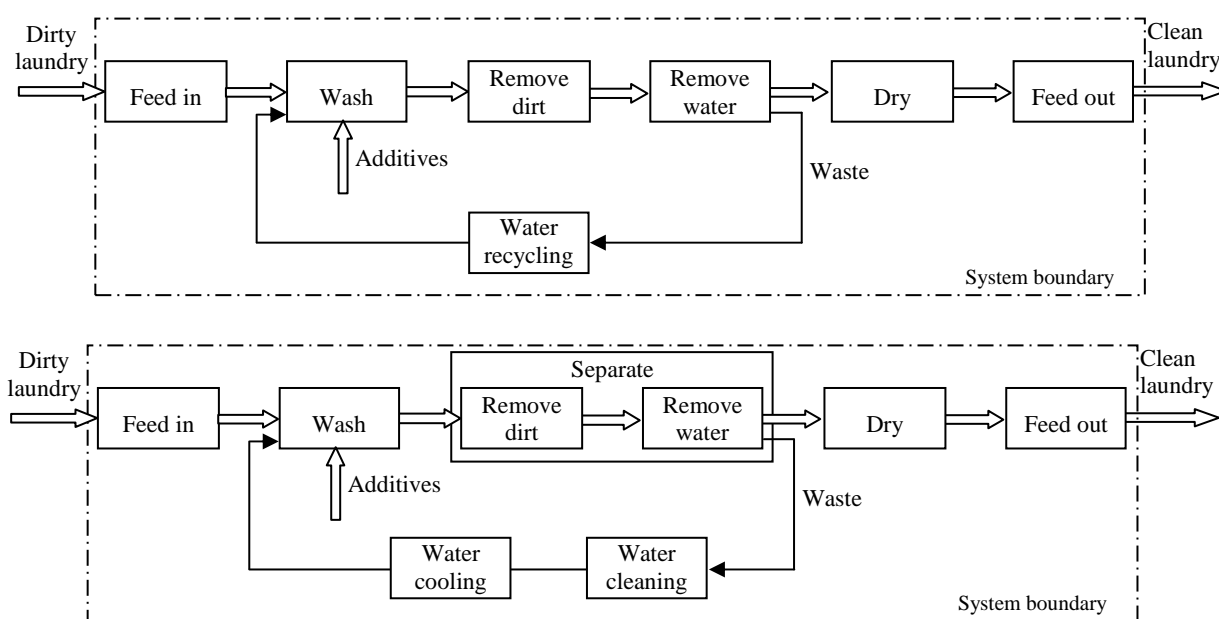 Dirty
laundry
Clean
laundry
Feed in
Wash
Remove
dirt
Remove
water
Dry
Feed out
Additives
Waste
Water
recycling
System boundary
Dirty
laundry
Clean
laundry
Separate
Feed in
Wash
Remove
dirt
Remove
water
Dry
Feed out
Additives
Waste
Water
cooling
Water
cleaning
System boundary